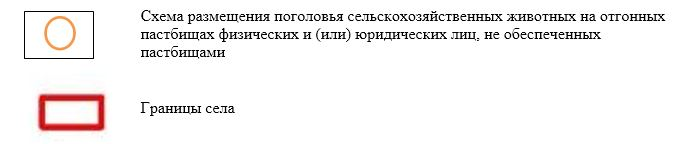 Схема размещения поголовья сельскохозяйственных животных на отгонных
пастбищах физических и (или) юридических лиц, не обеспеченных
пастбищами
Границы села